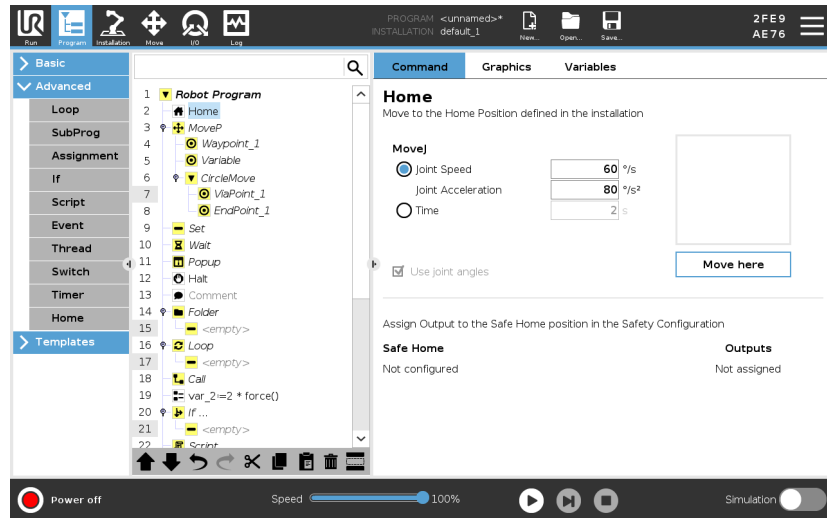 UR
Run
Program
Installation
Move
I/O
Log
PROGRAM <unnamed>*
INSTALLATION default_1
New...
Open...
Save...
2FE9
AE76
Basic
Advanced
Loop
SubProg
Assignment
If
Script
Event
Thread
Switch
Timer
Home
Templates
1 Robot Program
2 Home
3 MoveP
4 Waypoint_1
5 Variable
6 CircleMove
7 ViaPoint_1
8 EndPoint_1
9 Set
10 Wait
11 Popup
12 Halt
13 Comment
14 Folder
15 <empty>
16 Loop
17 <empty>
18 Call
19 var_2:=2 * force()
20 If ...
21 <empty>
22 Script
Command Graphics Variables
Home
Move to the Home Position defined in the installation
MoveJ
Joint Speed 60 °/s
Joint Acceleration 80 °/s²
Time 2 s
Use joint angles
Move here
Assign Output to the Safe Home position in the Safety Configuration
Safe Home Outputs
Not configured Not assigned
Power off
Speed 100%
Simulation